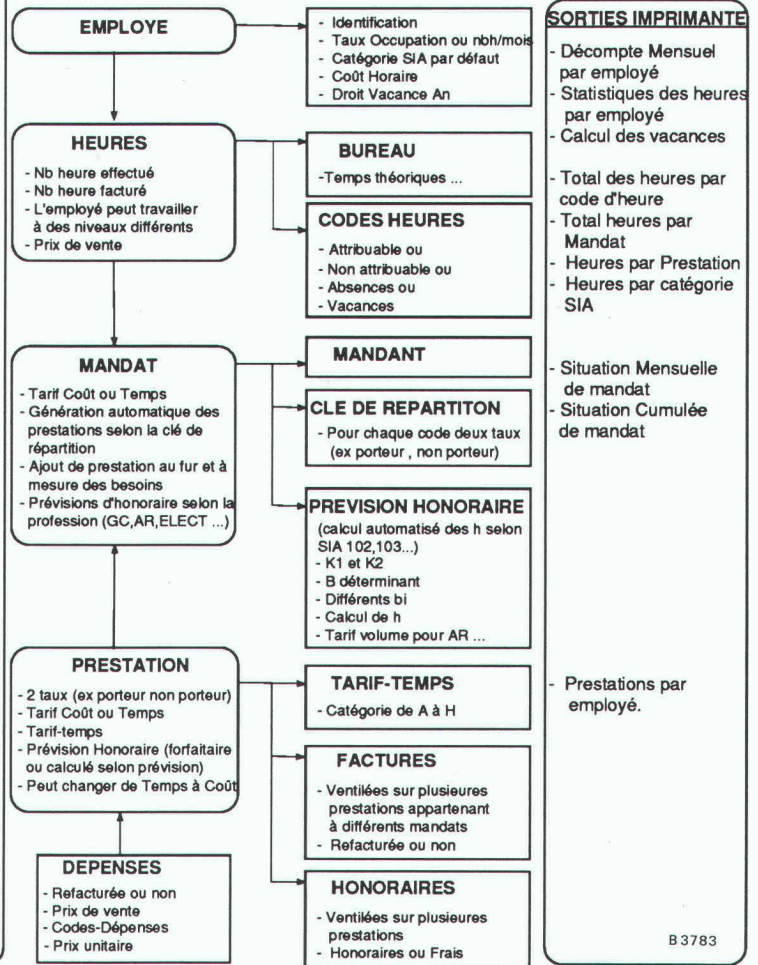 EMPLOYE
- Identification
- Taux Occupation ou nbh/mois
- Catégorie SIA par défaut
- Coût Horaire
- Droit Vacance An
HEURES
- Nb heure effectué
- Nb heure facturé
- L'employé peut travailler
à des niveaux différents
- Prix de vente
BUREAU
-Temps théoriques ...
CODES HEURES
- Attribuable ou
- Non attribuable ou
- Absences ou
- Vacances
MANDAT
- Tarif Coût ou Temps
- Génération automatique des
prestations selon la clé de
répartition
- Ajout de prestation au fur et à
mesure des besoins
- Prévisions d'honoraire selon la
profession (GC,AR,ELECT ...)
MANDANT
CLE DE REPARTITON
- Pour chaque code deux taux
(ex porteur , non porteur)
PREVISION HONORAIRE
(calcul automatisé des h selon
SIA 102,103...)
- K1 et K2
- B déterminant
- Différents bi
- Calcul de h
- Tarif volume pour AR ...
PRESTATION
- 2 taux (ex porteur non porteur)
- Tarif Coût ou Temps
- Tarif-temps
- Prévision Honoraire (forfaitaire
ou calculé selon prévision)
- Peut changer de Temps à Coût
TARIF-TEMPS
- Catégorie de A à H
FACTURES
- Ventilées sur plusieures
prestations appartenant
à différents mandats
- Refacturée ou non
DEPENSES
- Refacturée ou non
- Prix de vente
- Codes-Dépenses
- Prix unitaire
HONORAIRES
- Ventilées sur plusieures
prestations
- Honoraires ou Frais
SORTIES IMPRIMANTE
- Décompte Mensuel
par employé
- Statistiques des heures
par employé
- Calcul des vacances
- Total des heures par
code d'heure
- Total heures par
Mandat
- Heures par Prestation
- Heures par catégorie
SIA
- Situation Mensuelle
de mandat
- Situation Cumulée
de mandat
- Prestations par
employé.
B 3783